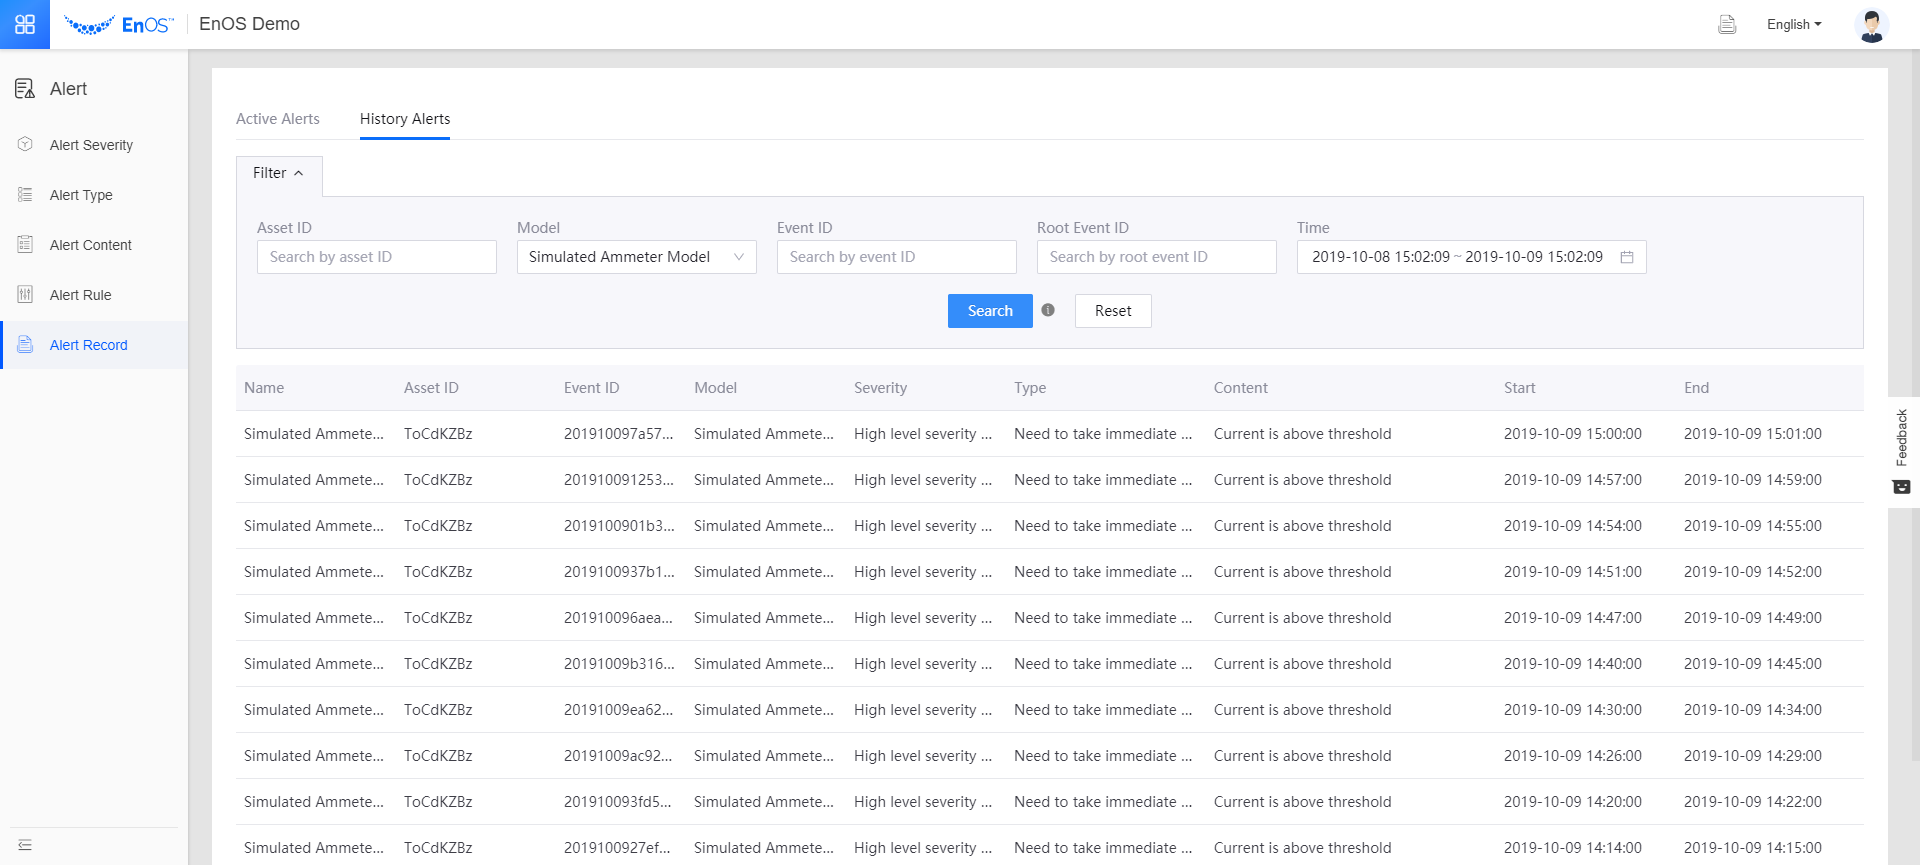 EnOS™ EnOS Demo English
Alert
Alert Severity
Alert Type
Alert Content
Alert Rule
Alert Record
Active Alerts History Alerts
Filter
Asset ID Model Event ID Root Event ID Time
Search by asset ID Simulated Ammeter Model Search by event ID Search by root event ID 2019-10-08 15:02:09 ~ 2019-10-09 15:02:09
Search Reset
Name Asset ID Event ID Model Severity Type Content Start End
Simulated Ammete... ToCdKZBz 201910097a57... Simulated Ammete... High level severity ... Need to take immediate ... Current is above threshold 2019-10-09 15:00:00 2019-10-09 15:01:00
Simulated Ammete... ToCdKZBz 201910091253... Simulated Ammete... High level severity ... Need to take immediate ... Current is above threshold 2019-10-09 14:57:00 2019-10-09 14:59:00
Simulated Ammete... ToCdKZBz 2019100901b3... Simulated Ammete... High level severity ... Need to take immediate ... Current is above threshold 2019-10-09 14:54:00 2019-10-09 14:55:00
Simulated Ammete... ToCdKZBz 2019100937b1... Simulated Ammete... High level severity ... Need to take immediate ... Current is above threshold 2019-10-09 14:51:00 2019-10-09 14:52:00
Simulated Ammete... ToCdKZBz 201910096aea... Simulated Ammete... High level severity ... Need to take immediate ... Current is above threshold 2019-10-09 14:47:00 2019-10-09 14:49:00
Simulated Ammete... ToCdKZBz 20191009b316... Simulated Ammete... High level severity ... Need to take immediate ... Current is above threshold 2019-10-09 14:40:00 2019-10-09 14:45:00
Simulated Ammete... ToCdKZBz 20191009ea62... Simulated Ammete... High level severity ... Need to take immediate ... Current is above threshold 2019-10-09 14:30:00 2019-10-09 14:34:00
Simulated Ammete... ToCdKZBz 20191009ac92... Simulated Ammete... High level severity ... Need to take immediate ... Current is above threshold 2019-10-09 14:26:00 2019-10-09 14:29:00
Simulated Ammete... ToCdKZBz 201910093fd5... Simulated Ammete... High level severity ... Need to take immediate ... Current is above threshold 2019-10-09 14:20:00 2019-10-09 14:22:00
Simulated Ammete... ToCdKZBz 2019100927ef... Simulated Ammete... High level severity ... Need to take immediate ... Current is above threshold 2019-10-09 14:14:00 2019-10-09 14:15:00
Feedback